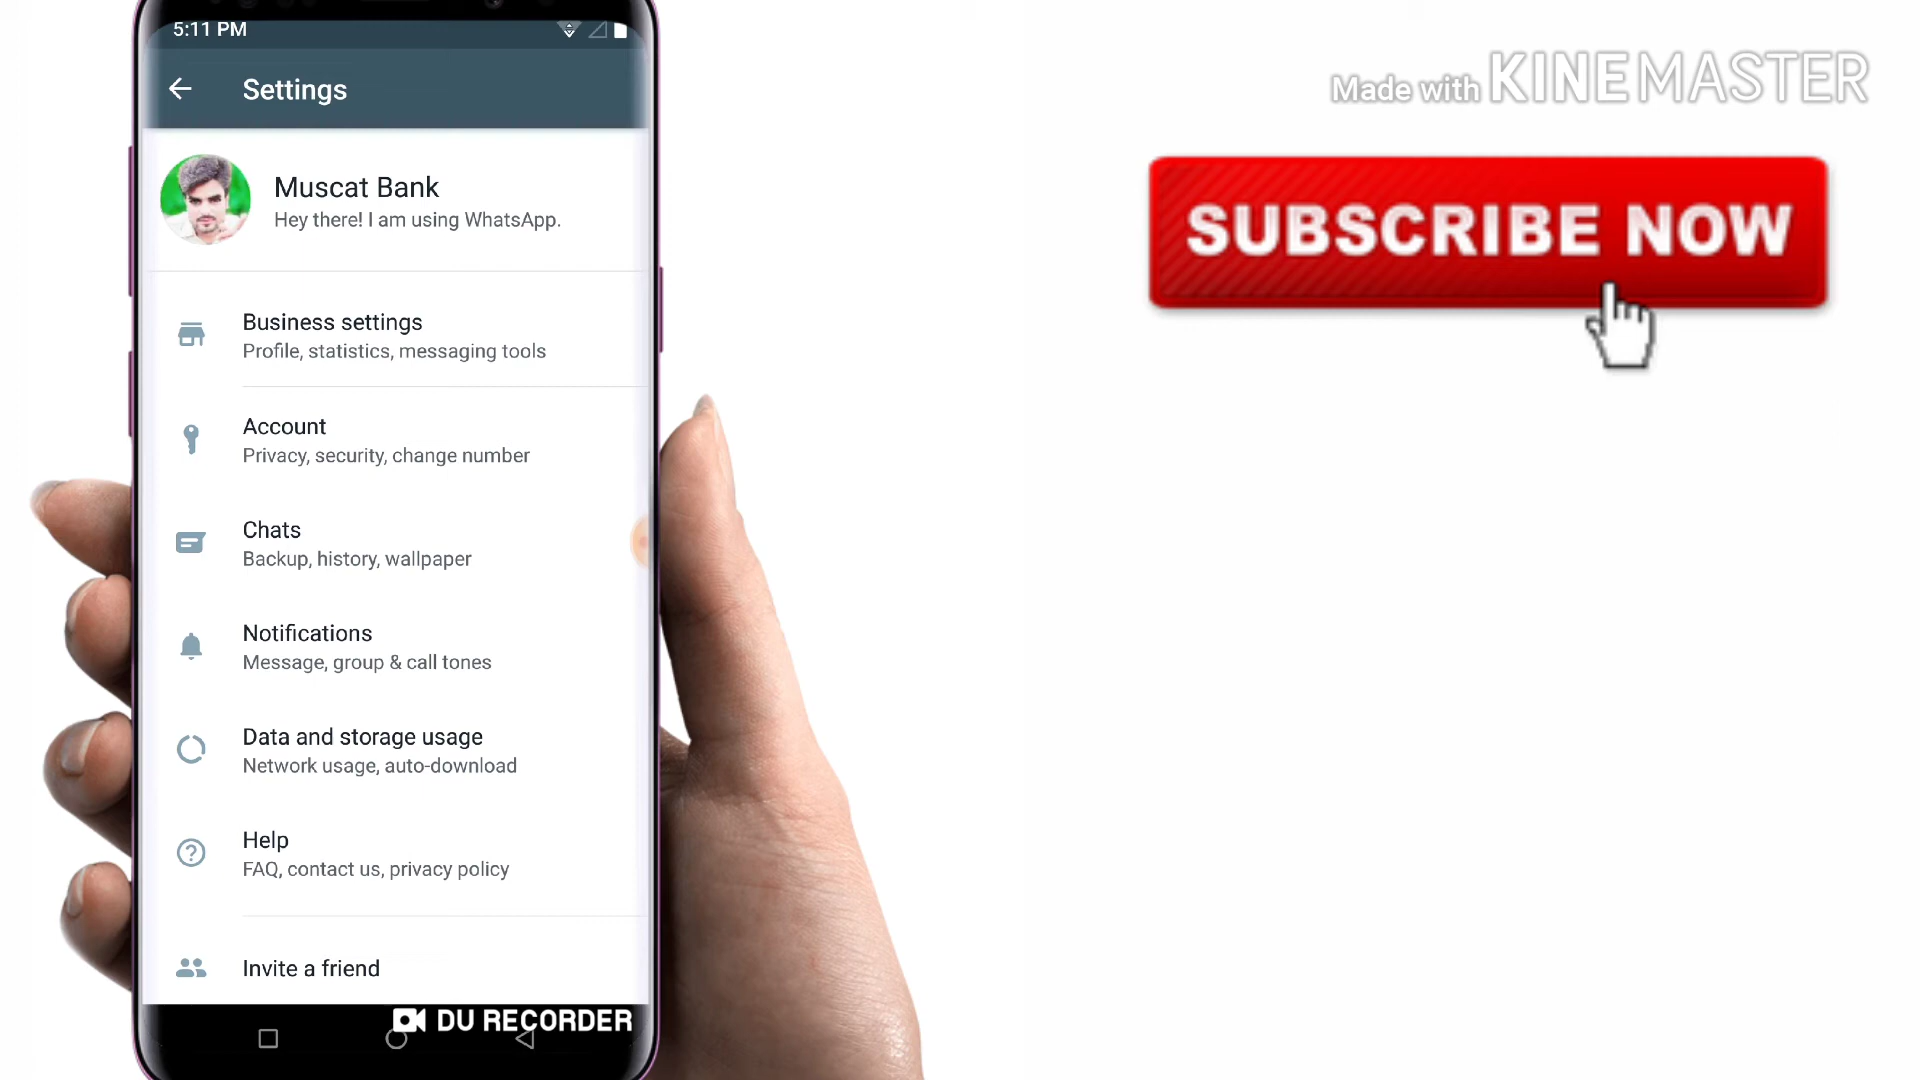 5:11 PM
Settings
Made with KINEMASTER
Muscat Bank
Hey there! I am using WhatsApp.
SUBSCRIBE NOW
Business settings
Profile, statistics, messaging tools
Account
Privacy, security, change number
Chats
Backup, history, wallpaper
Notifications
Message, group & call tones
Data and storage usage
Network usage, auto-download
Help
FAQ, contact us, privacy policy
Invite a friend
DU RECORDER